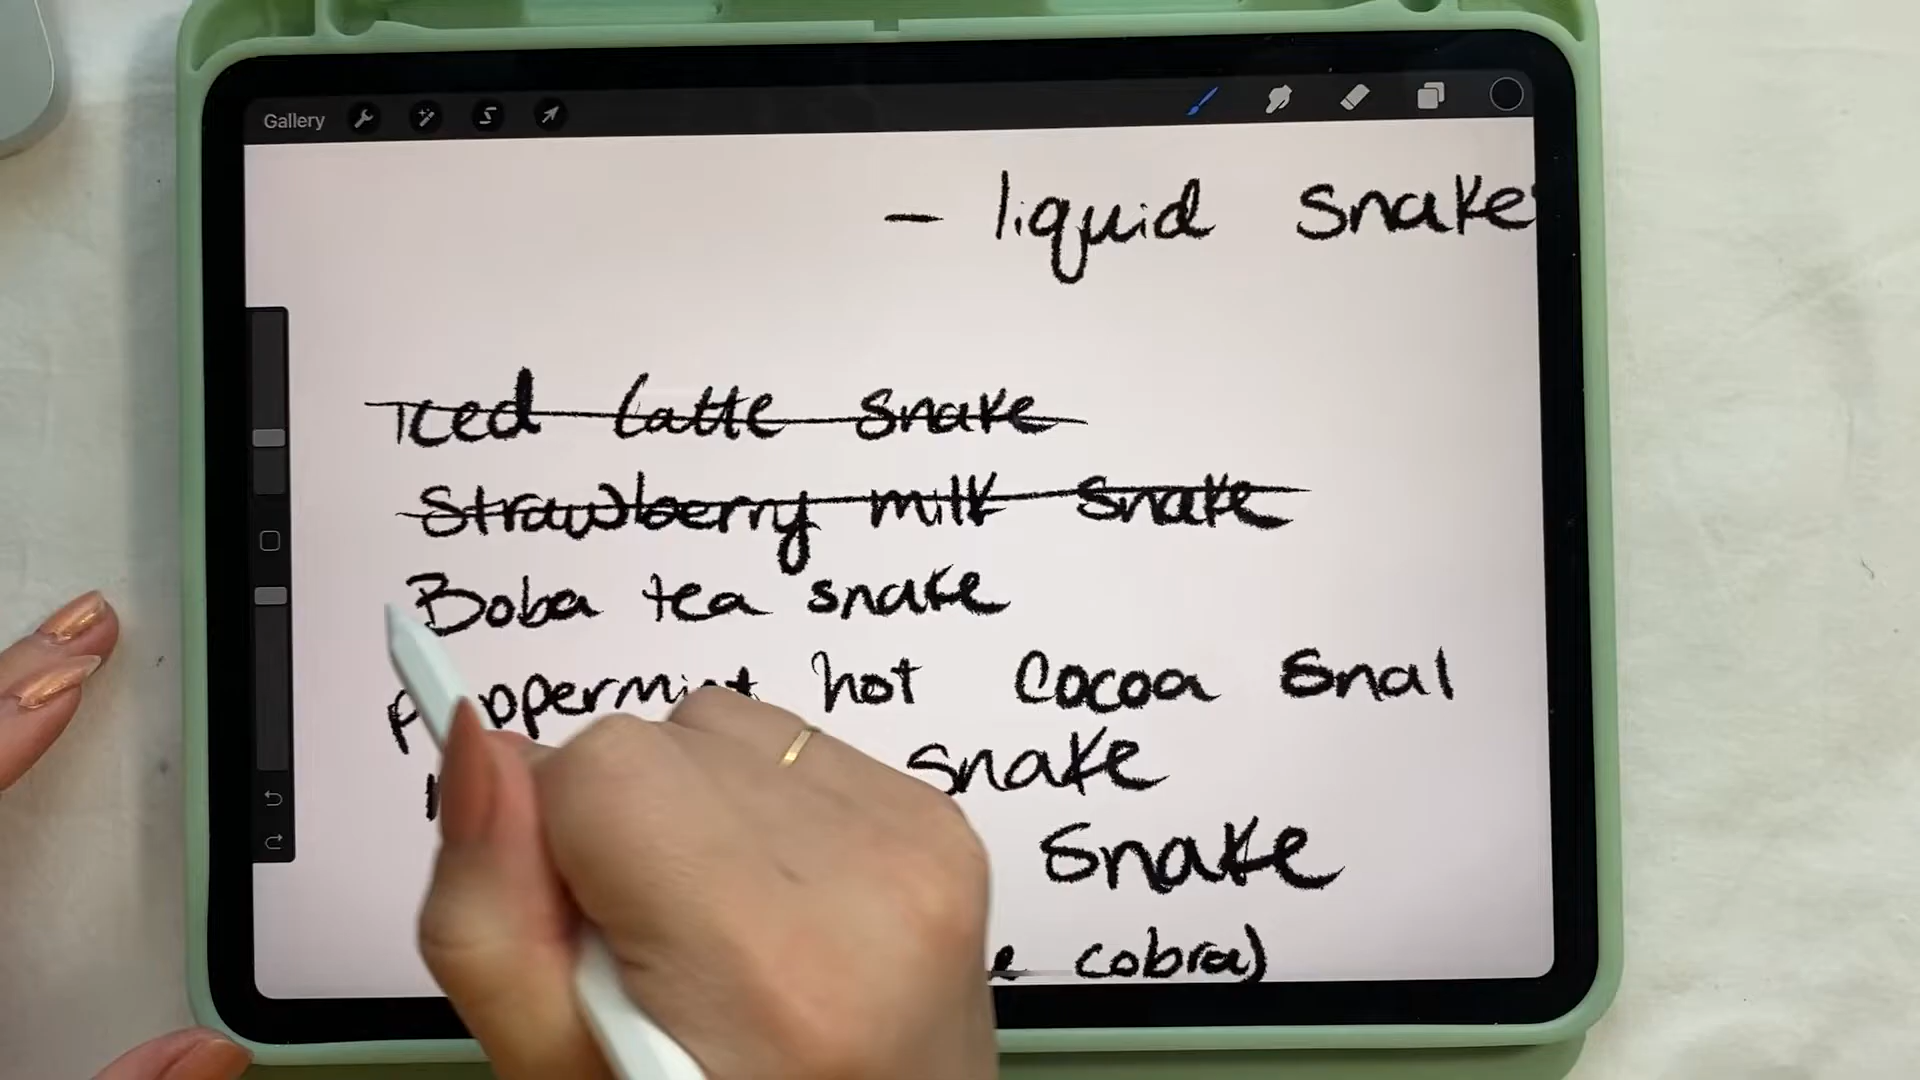 Gallery
- liquid snake
Iced latte snake
Strawberry milk snake
Boba tea snake
hot cocoa snal
snake
snake
cobra)